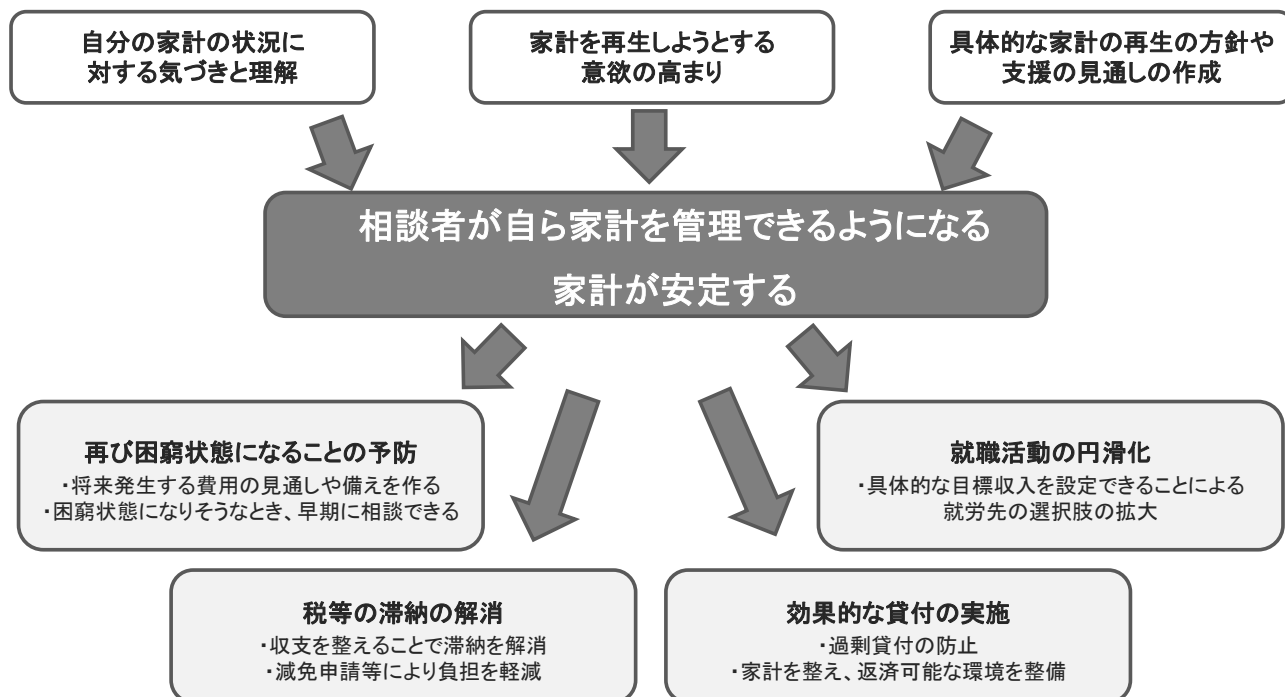 自分の家計の状況に
対する気づきと理解
家計を再生しようとする
意欲の高まり
具体的な家計の再生の方針や
支援の見通しの作成
相談者が自ら家計を管理できるようになる
家計が安定する
再び困窮状態になることの予防
・将来発生する費用の見通しや備えを作る
・困窮状態になりそうなとき、早期に相談できる
就職活動の円滑化
・具体的な目標収入を設定できることによる
就労先の選択肢の拡大
税等の滞納の解消
・収支を整えることで滞納を解消
・減免申請等により負担を軽減
効果的な貸付の実施
・過剰貸付の防止
・家計を整え、返済可能な環境を整備